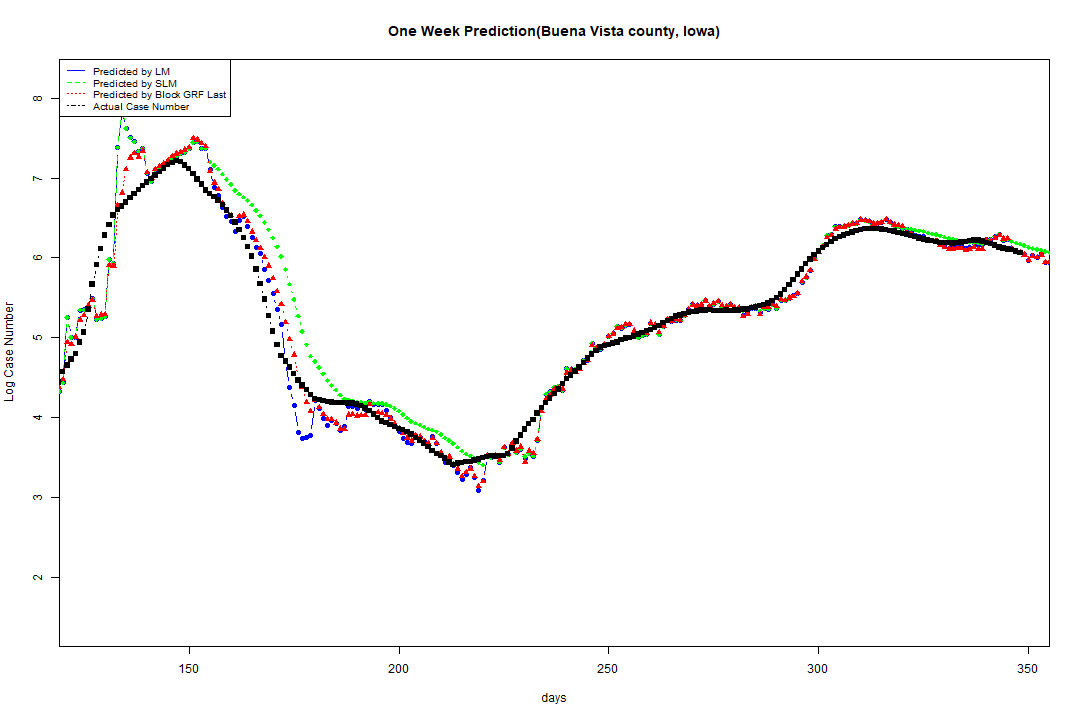 One Week Prediction(Buena Vista county, Iowa)
Predicted by LM
Predicted by SLM
Predicted by Block GRF Last
Actual Case Number
8
7
6
5
4
3
2
Log Case Number
150 200 250 300 350
days